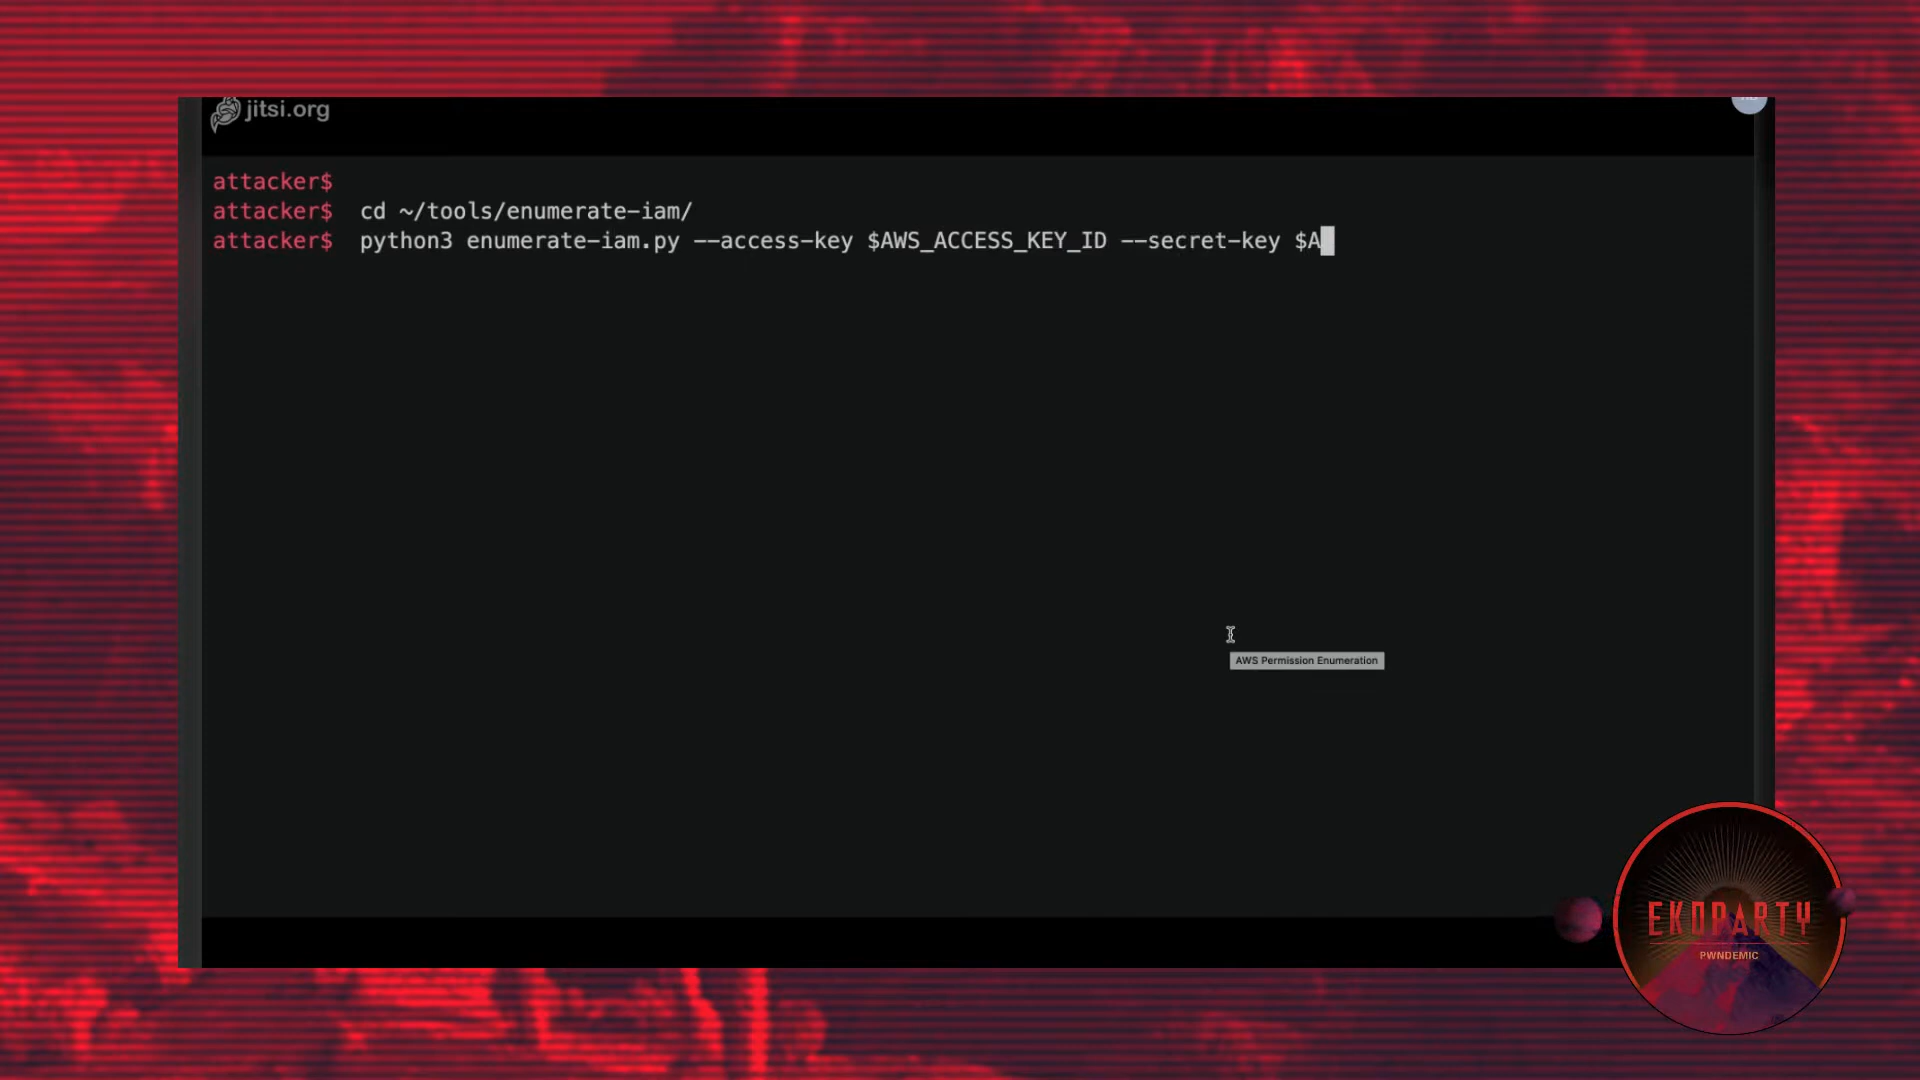 jitsi.org
attacker$
attacker$ cd ~/tools/enumerate-iam/
attacker$ python3 enumerate-iam.py --access-key $AWS_ACCESS_KEY_ID --secret-key $A
AWS Permission Enumeration
EKOPARTY
PWNDEMIC